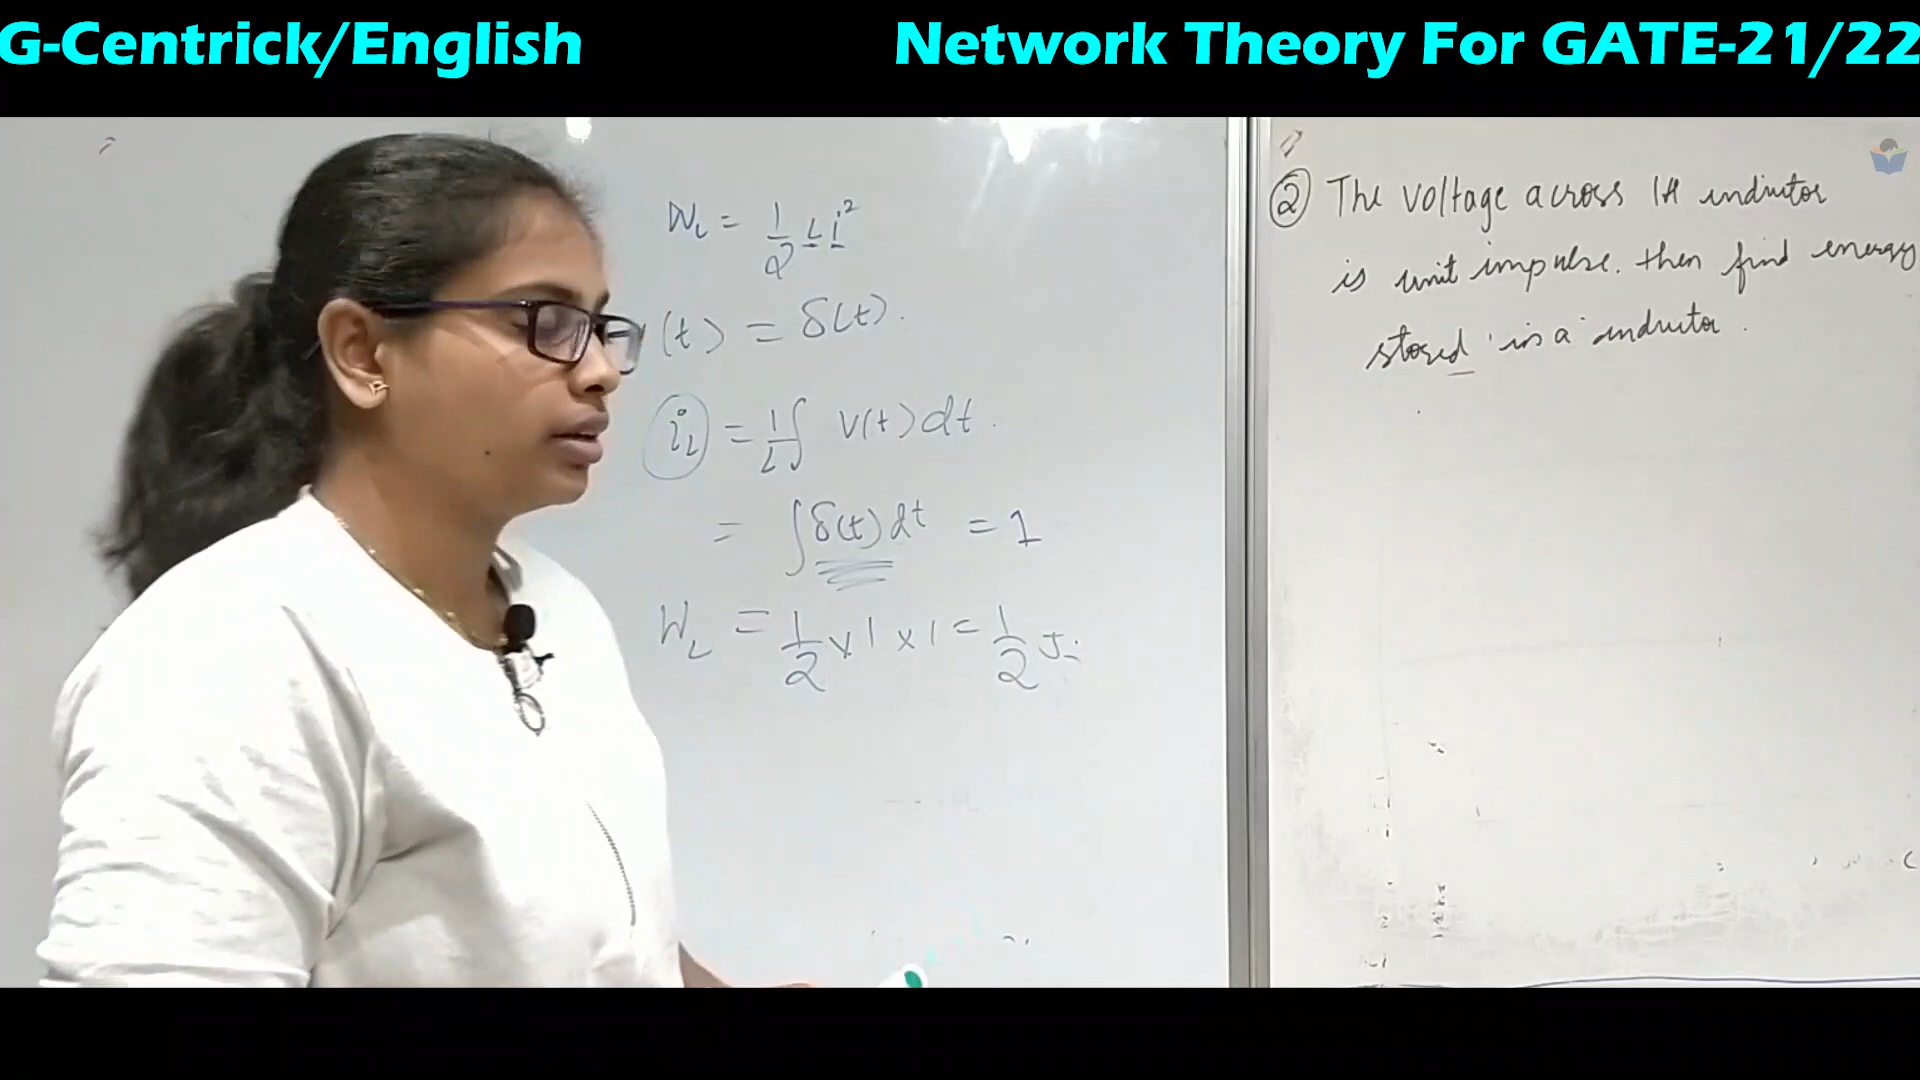 G-Centrick/English
Network Theory For GATE-21/22
W_L = 1/2 L i²
(t) = δ(t).
i_L = 1/L ∫ v(t) dt.
= ∫ δ(t) dt = 1
W_L = 1/2 x 1 x 1 = 1/2 J.
② The voltage across 1H inductor
is unit impulse. then find energy
stored in a inductor.